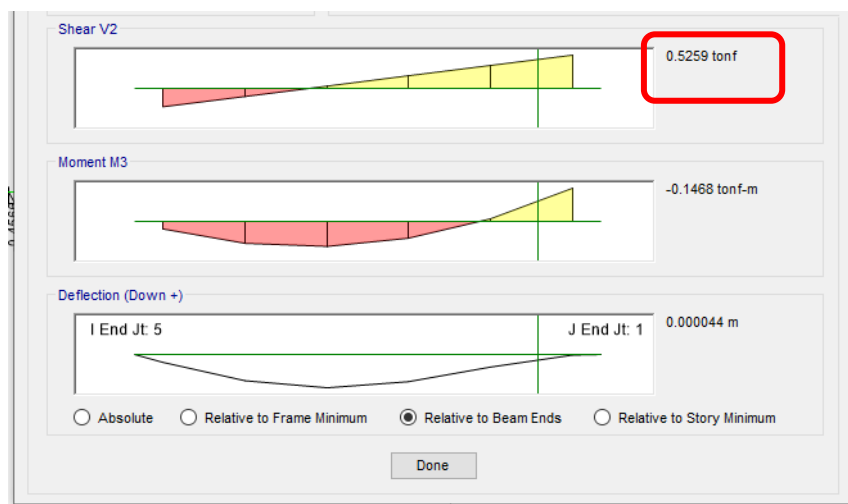 Shear V2
0.5259 tonf
Moment M3
-0.1468 tonf-m
Deflection (Down +)
I End Jt: 5
J End Jt: 1
0.000044 m
Absolute
Relative to Frame Minimum
Relative to Beam Ends
Relative to Story Minimum
Done